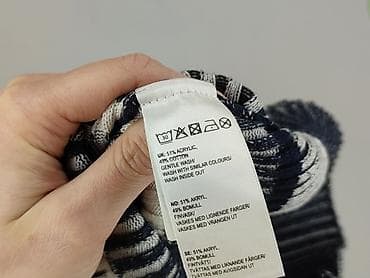 UK: 51% ACRYLIC,
49% COTTON
GENTLE WASH
WASH WITH SIMILAR COLOURS/
WASH INSIDE OUT
NO: 51% AKRYL,
49% BOMULL
FINVASK/
VASKES MED LIGNENDE FARGER/
VASKES MED VRANGEN UT
SE: 51% AKRYL,
49% BOMULL
FINTVÄTT/
TVÄTTAS MED LIKNANDE FÄRGER/
TVÄTTAS MED AVIGSIDAN UT